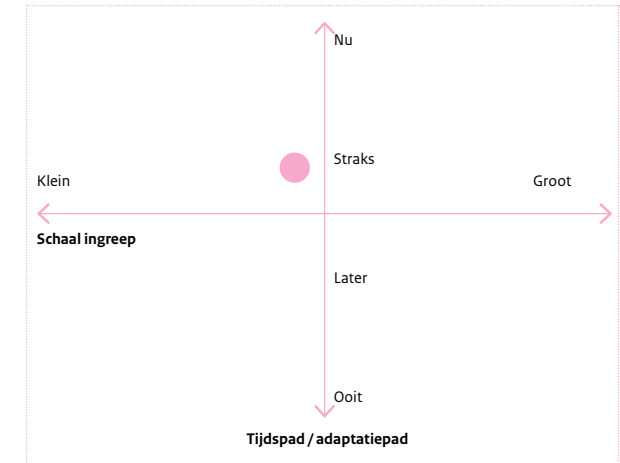 Nu
Straks
Klein
Groot
Schaal ingreep
Later
Ooit
Tijdspad / adaptatiepad